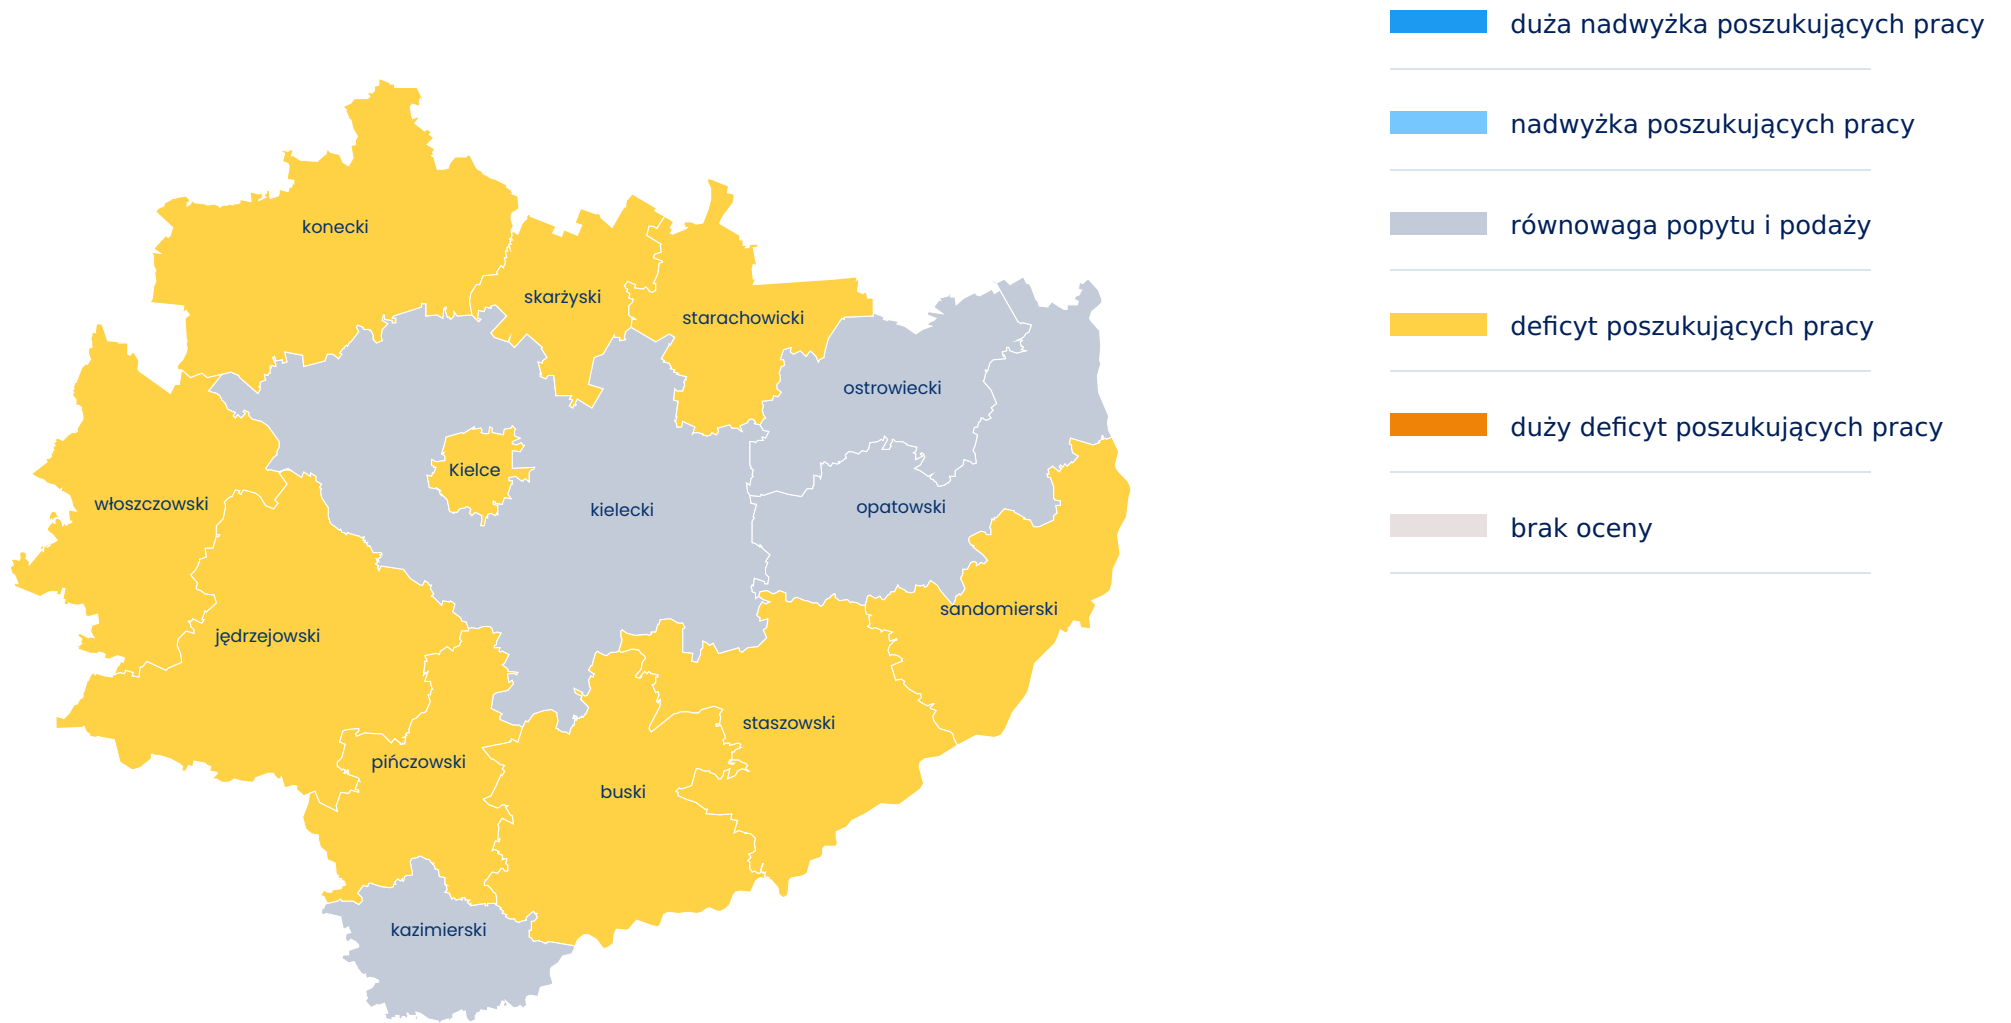 duża nadwyżka poszukujących pracy
nadwyżka poszukujących pracy
równowaga popytu i podaży
deficyt poszukujących pracy
duży deficyt poszukujących pracy
brak oceny
konecki
skarżyski
starachowicki
ostrowiecki
Kielce
włoszczowski
kielecki
opatowski
sandomierski
jędrzejowski
staszowski
pińczowski
buski
kazimierski